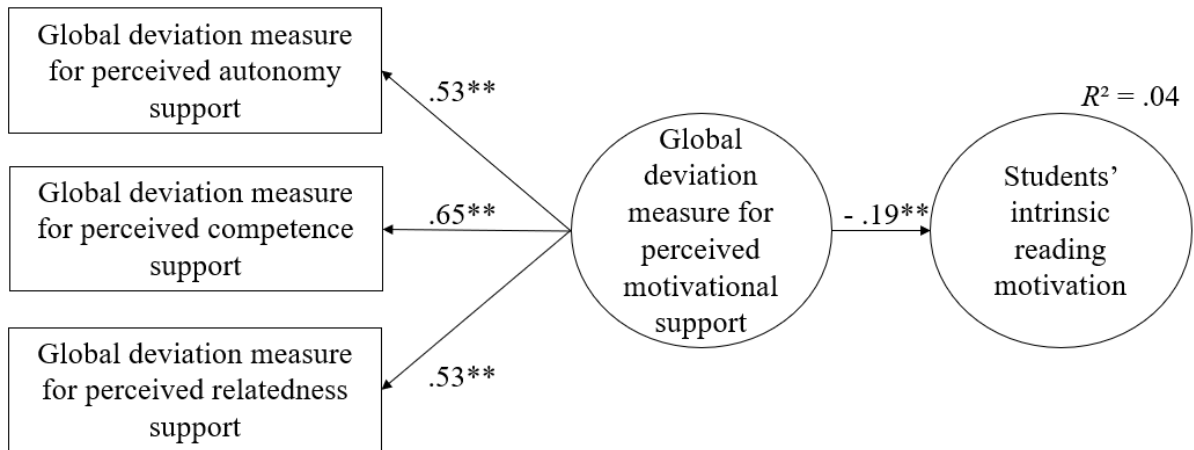 Global deviation measure
for perceived autonomy
support
.53**
Global deviation measure
for perceived competence
support
.65**
Global deviation measure
for perceived relatedness
support
.53**
Global
deviation
measure for
perceived
motivational
support
- .19**
R² = .04
Students’
intrinsic
reading
motivation